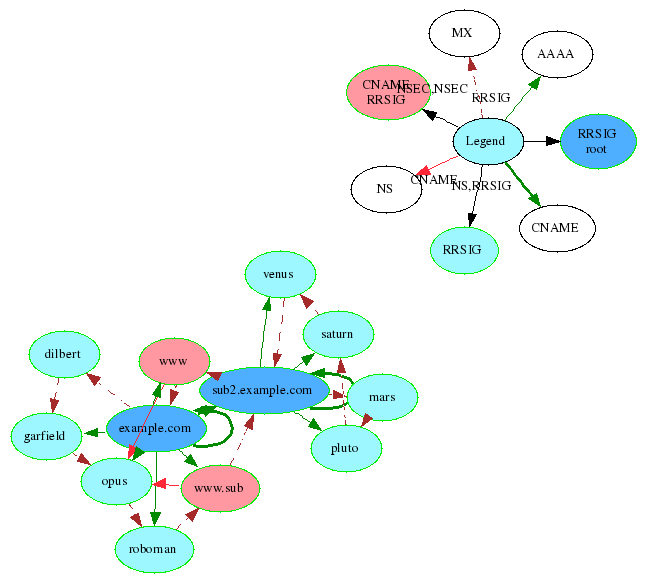 MX
AAAA
CNAME
RRSIG
NSEC,NSEC
RRSIG
RRSIG
root
Legend
CNAME
NS
NS,RRSIG
CNAME
RRSIG
venus
saturn
dilbert
www
sub2.example.com
mars
example.com
garfield
pluto
opus
www.sub
roboman